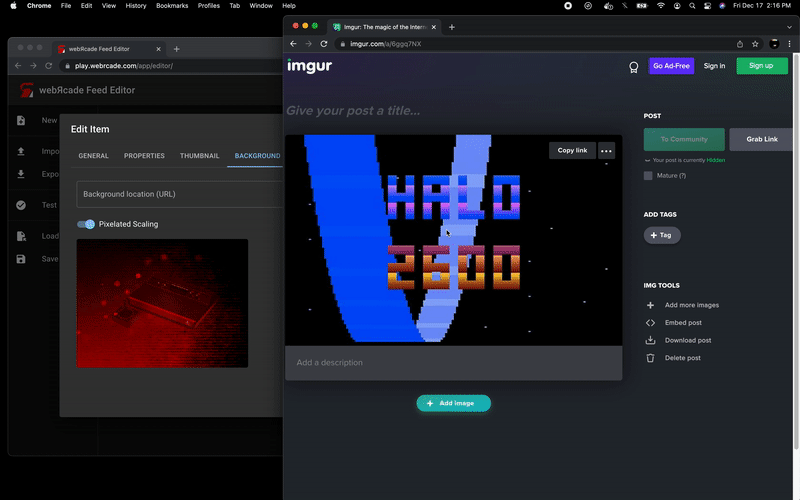 Chrome File Edit View History Bookmarks Profiles Tab Window Help Fri Dec 17 2:16 PM
webЯcade Feed Editor
play.webrcade.com/app/editor/
webЯcade Feed Editor
New
Impo
Expo
Test
Load
Save
Edit Item
GENERAL PROPERTIES THUMBNAIL BACKGROUND
Background location (URL)
Pixelated Scaling
Imgur: The magic of the Intern
imgur.com/a/6ggq7NX
imgur
Go Ad-Free
Sign in
Sign up
Give your post a title...
Copy link
HALO
2600
Add a description
Add image
POST
To Community
Grab Link
Your post is currently Hidden
Mature (?)
ADD TAGS
Tag
IMG TOOLS
Add more images
Embed post
Download post
Delete post